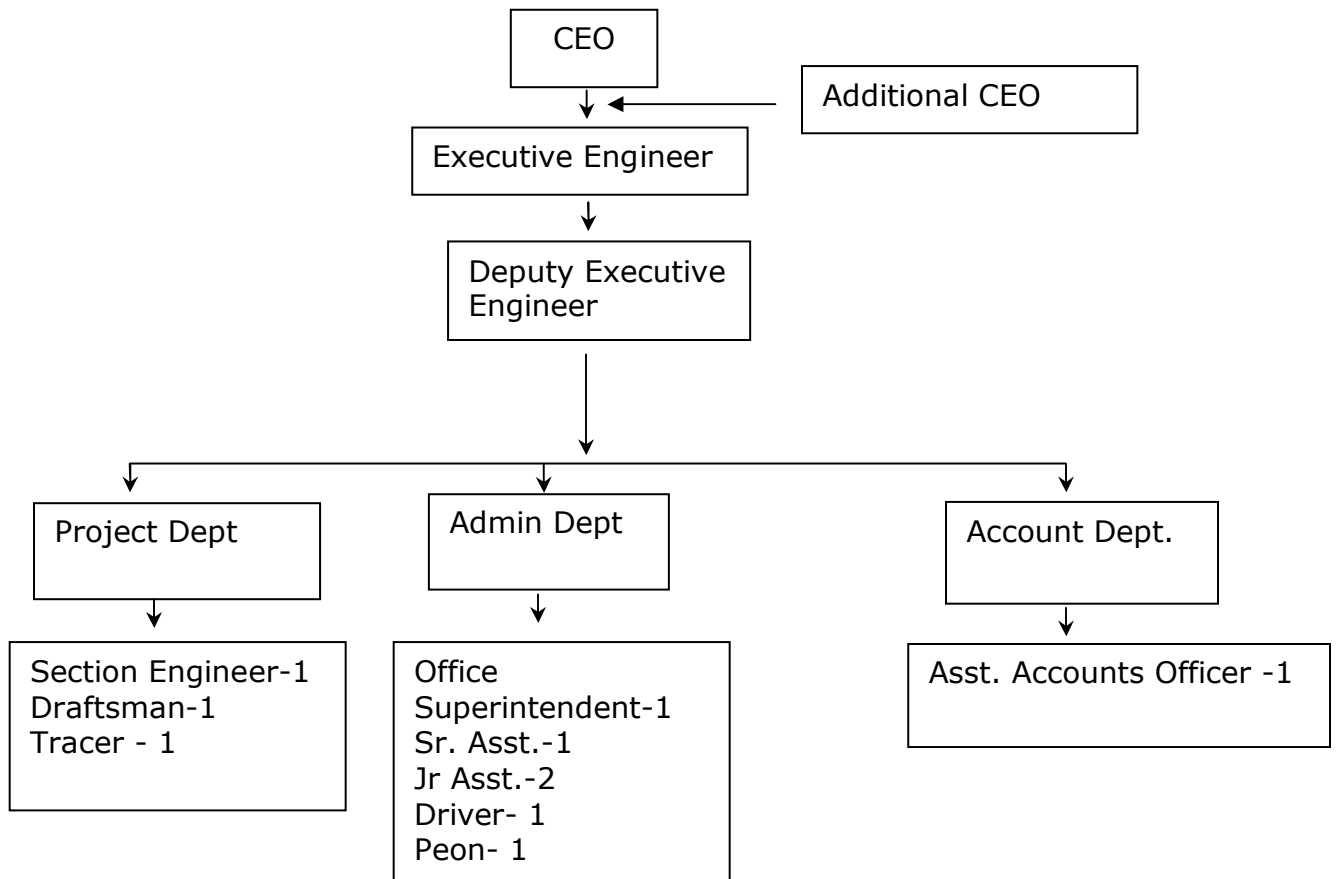 CEO
Additional CEO
Executive Engineer
Deputy Executive
Engineer
Project Dept
Admin Dept
Account Dept.
Section Engineer-1
Draftsman-1
Tracer - 1
Office
Superintendent-1
Sr. Asst.-1
Jr Asst.-2
Driver- 1
Peon- 1
Asst. Accounts Officer -1